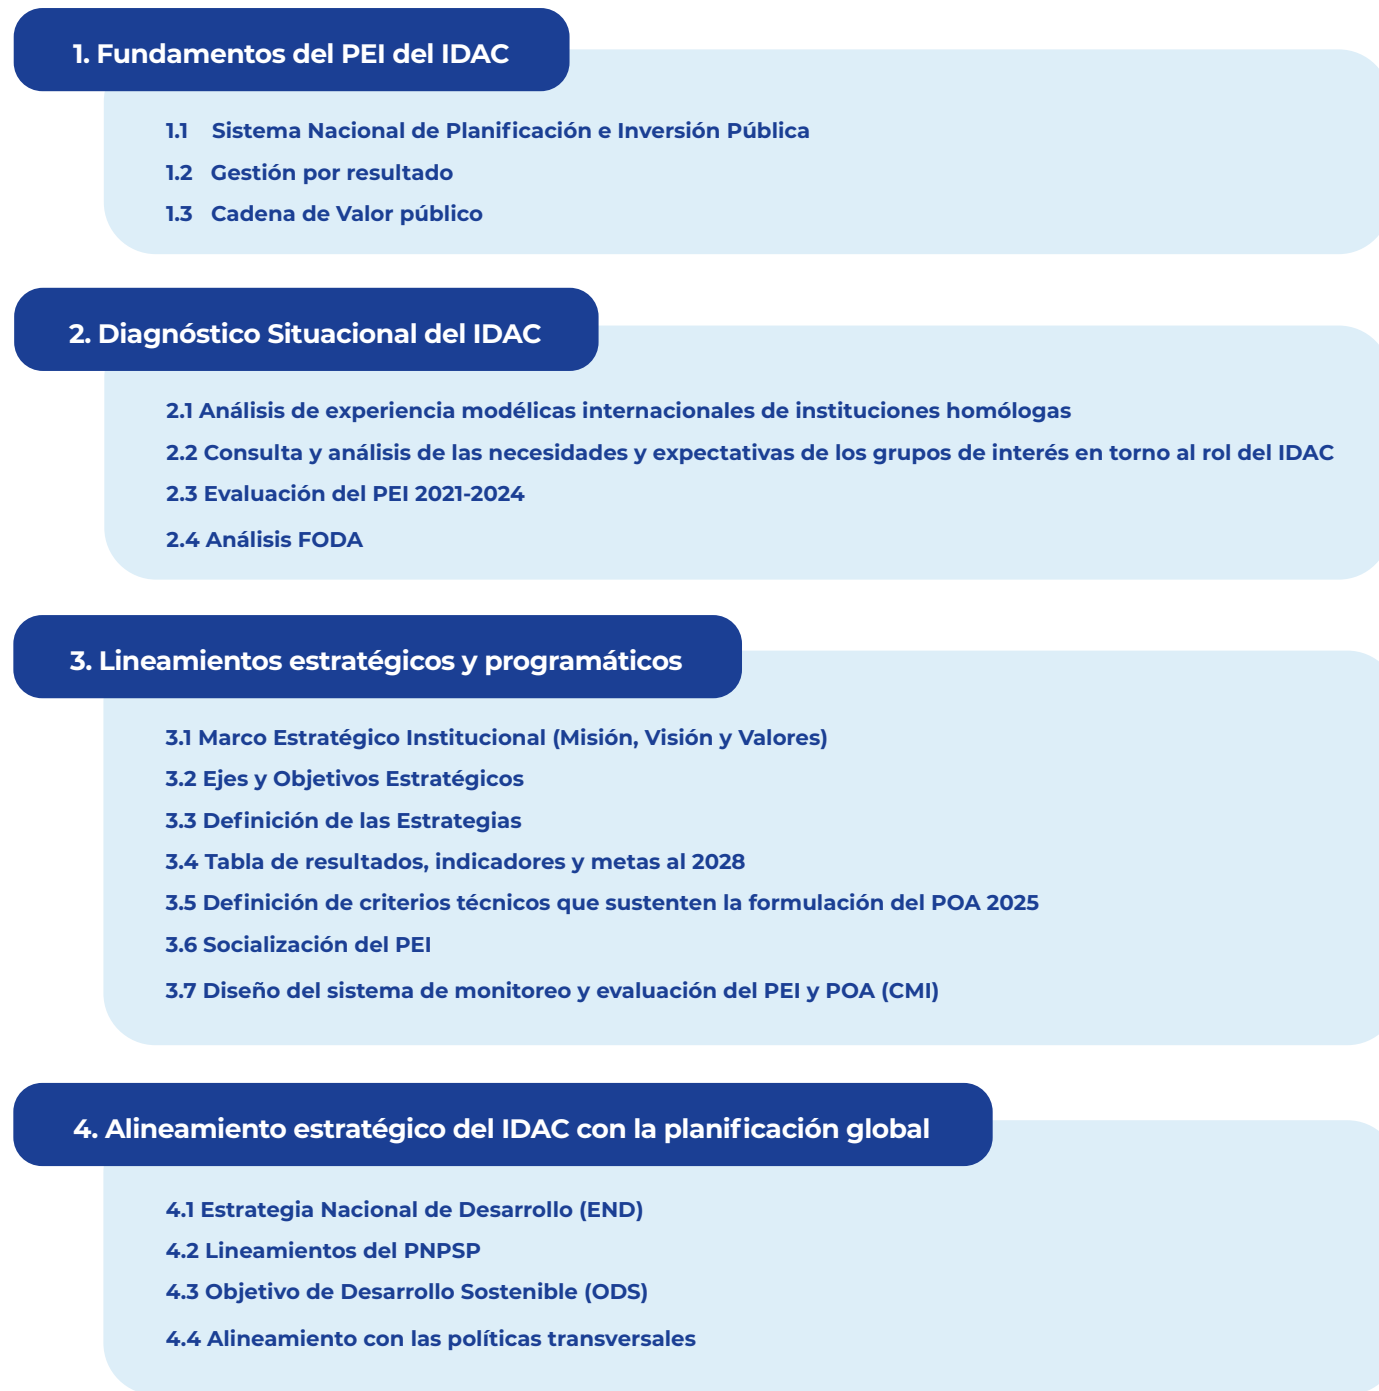 1. Fundamentos del PEI del IDAC
1.1 Sistema Nacional de Planificación e Inversión Pública
1.2 Gestión por resultado
1.3 Cadena de Valor público
2. Diagnóstico Situacional del IDAC
2.1 Análisis de experiencia modélicas internacionales de instituciones homólogas
2.2 Consulta y análisis de las necesidades y expectativas de los grupos de interés en torno al rol del IDAC
2.3 Evaluación del PEI 2021-2024
2.4 Análisis FODA
3. Lineamientos estratégicos y programáticos
3.1 Marco Estratégico Institucional (Misión, Visión y Valores)
3.2 Ejes y Objetivos Estratégicos
3.3 Definición de las Estrategias
3.4 Tabla de resultados, indicadores y metas al 2028
3.5 Definición de criterios técnicos que sustenten la formulación del POA 2025
3.6 Socialización del PEI
3.7 Diseño del sistema de monitoreo y evaluación del PEI y POA (CMI)
4. Alineamiento estratégico del IDAC con la planificación global
4.1 Estrategia Nacional de Desarrollo (END)
4.2 Lineamientos del PNPSP
4.3 Objetivo de Desarrollo Sostenible (ODS)
4.4 Alineamiento con las políticas transversales